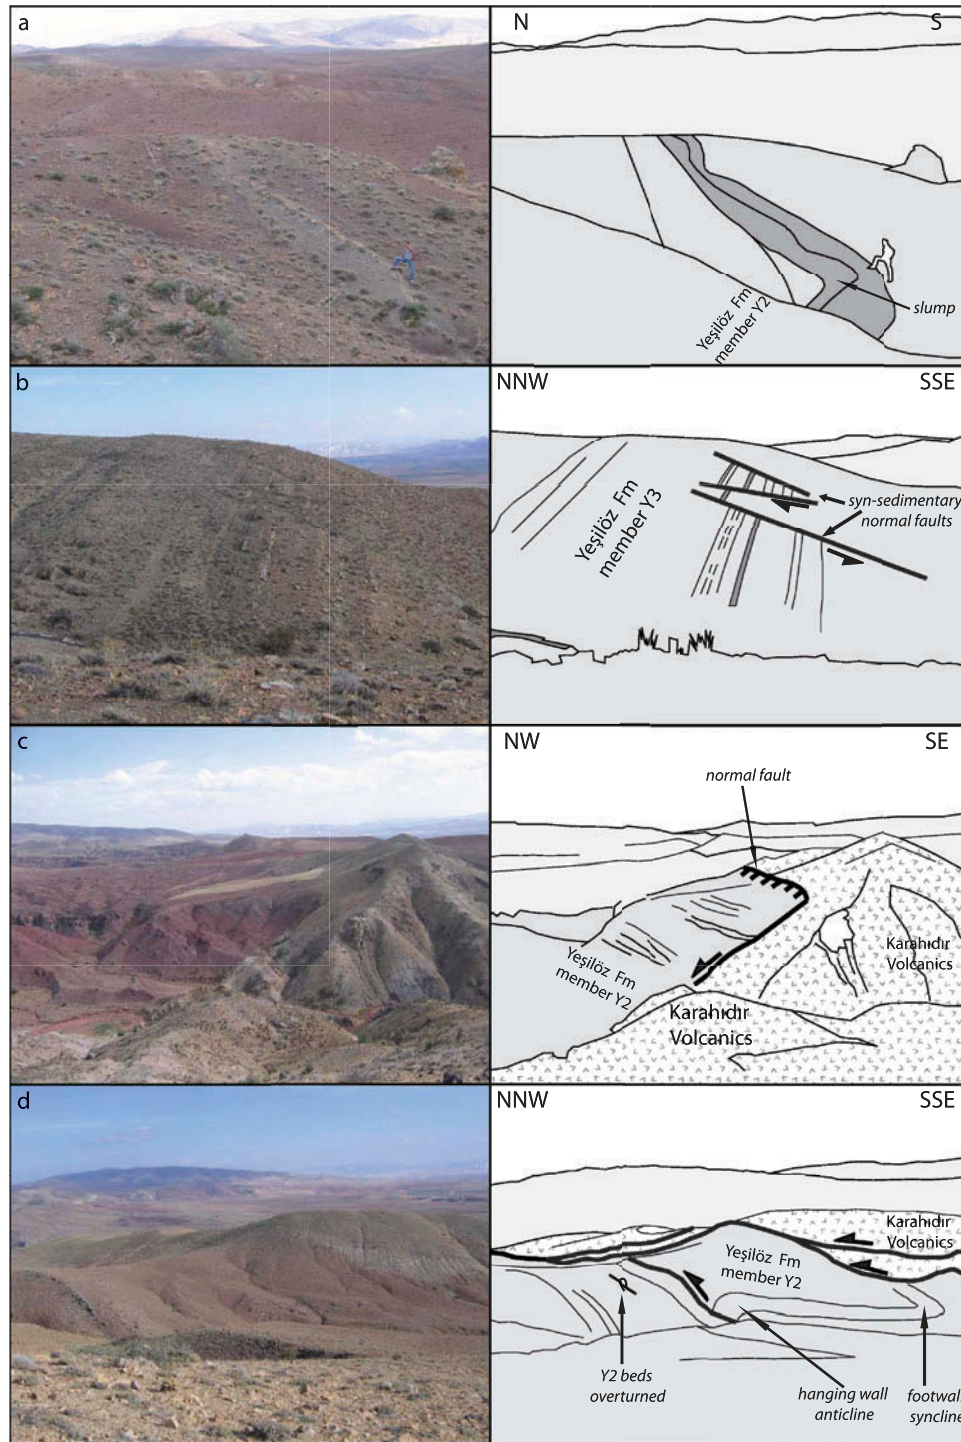 a
N
S
slump
Yeşilöz Fm
member Y2
b
NNW
SSE
syn-sedimentary
normal faults
Yeşilöz Fm
member Y3
c
NW
SE
normal fault
Yeşilöz Fm
member Y2
Karahıdır
Volcanics
Karahıdır
Volcanics
d
NNW
SSE
Karahıdır
Volcanics
Yeşilöz Fm
member Y2
Y2 beds
overturned
hanging wall
anticline
footwall
syncline